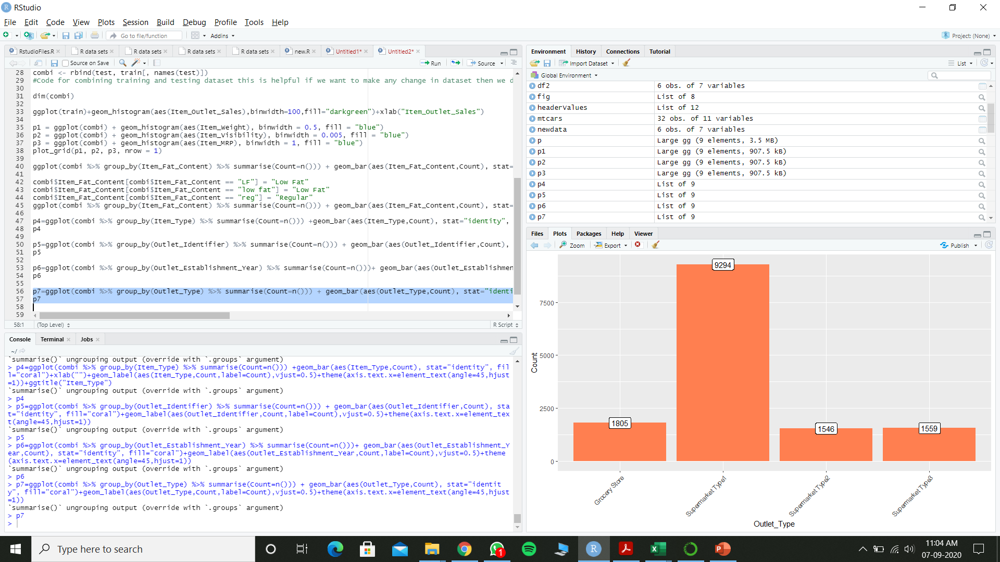 RStudio
File Edit Code View Plots Session Build Debug Profile Tools Help
Go to file/function Addins Project: (None)
RstudioFiles.R R data sets R data sets R data sets R data sets new.R Untitled1* Untitled2*
Source on Save Run Source
28 combi <- rbind(test, train[, names(test)])
29 #Code for combining training and testing dataset this is helpful if we want to make any change in dataset then we d
30
31 dim(combi)
32
33 ggplot(train)+geom_histogram(aes(Item_Outlet_Sales),binwidth=100,fill="darkgreen")+xlab("Item_Outlet_Sales")
34
35 p1 = ggplot(combi) + geom_histogram(aes(Item_Weight), binwidth = 0.5, fill = "blue")
36 p2 = ggplot(combi) + geom_histogram(aes(Item_Visibility), binwidth = 0.005, fill = "blue")
37 p3 = ggplot(combi) + geom_histogram(aes(Item_MRP), binwidth = 1, fill = "blue")
38 plot_grid(p1, p2, p3, nrow = 1)
39
40 ggplot(combi %>% group_by(Item_Fat_Content) %>% summarise(Count=n())) + geom_bar(aes(Item_Fat_Content,Count), stat=
41
42 combi$Item_Fat_Content[combi$Item_Fat_Content == "LF"] = "Low Fat"
43 combi$Item_Fat_Content[combi$Item_Fat_Content == "low fat"] = "Low Fat"
44 combi$Item_Fat_Content[combi$Item_Fat_Content == "reg"] = "Regular"
45 ggplot(combi %>% group_by(Item_Fat_Content) %>% summarise(Count=n())) + geom_bar(aes(Item_Fat_Content,Count), stat=
46
47 p4=ggplot(combi %>% group_by(Item_Type) %>% summarise(Count=n())) +geom_bar(aes(Item_Type,Count), stat="identity",
48 p4
49
50 p5=ggplot(combi %>% group_by(Outlet_Identifier) %>% summarise(Count=n())) + geom_bar(aes(Outlet_Identifier,Count),
51 p5
52
53 p6=ggplot(combi %>% group_by(Outlet_Establishment_Year) %>% summarise(Count=n()))+ geom_bar(aes(Outlet_Establishmen
54 p6
55
56 p7=ggplot(combi %>% group_by(Outlet_Type) %>% summarise(Count=n())) + geom_bar(aes(Outlet_Type,Count), stat="identi
57 p7
58
59
58:1 (Top Level) R Script
Console Terminal Jobs
~/
`summarise()` ungrouping output (override with `.groups` argument)
> p4=ggplot(combi %>% group_by(Item_Type) %>% summarise(Count=n())) +geom_bar(aes(Item_Type,Count), stat="identity", fil
l="coral")+xlab("")+geom_label(aes(Item_Type,Count,label=Count),vjust=0.5)+theme(axis.text.x=element_text(angle=45,hjust
=1))+ggtitle("Item_Type")
`summarise()` ungrouping output (override with `.groups` argument)
> p4
> p5=ggplot(combi %>% group_by(Outlet_Identifier) %>% summarise(Count=n())) + geom_bar(aes(Outlet_Identifier,Count), sta
t="identity", fill="coral")+geom_label(aes(Outlet_Identifier,Count,label=Count),vjust=0.5)+theme(axis.text.x=element_tex
t(angle=45,hjust=1))
`summarise()` ungrouping output (override with `.groups` argument)
> p5
> p6=ggplot(combi %>% group_by(Outlet_Establishment_Year) %>% summarise(Count=n()))+ geom_bar(aes(Outlet_Establishment_Y
ear,Count), stat="identity", fill="coral")+geom_label(aes(Outlet_Establishment_Year,Count,label=Count),vjust=0.5)+theme
(axis.text.x=element_text(angle=45,hjust=1))
`summarise()` ungrouping output (override with `.groups` argument)
> p6
> p7=ggplot(combi %>% group_by(Outlet_Type) %>% summarise(Count=n())) + geom_bar(aes(Outlet_Type,Count), stat="identit
y", fill="coral")+geom_label(aes(Outlet_Type,Count,label=Count),vjust=0.5)+theme(axis.text.x=element_text(angle=45,hjust
=1))
`summarise()` ungrouping output (override with `.groups` argument)
> p7
>
Environment History Connections Tutorial
Import Dataset List
Global Environment
df2 6 obs. of 7 variables
fig List of 8
headerValues List of 12
mtcars 32 obs. of 11 variables
newdata 6 obs. of 7 variables
p Large gg (9 elements, 3.5 MB)
p1 Large gg (9 elements, 907.5 kB)
p2 Large gg (9 elements, 907.5 kB)
p3 Large gg (9 elements, 907.5 kB)
p4 List of 9
p5 List of 9
p6 List of 9
p7 List of 9
Files Plots Packages Help Viewer
Zoom Export Publish
9294
7500
5000
Count
2500
1805 1546 1559
0
Grocery Store Supermarket Type1 Supermarket Type2 Supermarket Type3
Outlet_Type
Type here to search
1
11:04 AM
07-09-2020